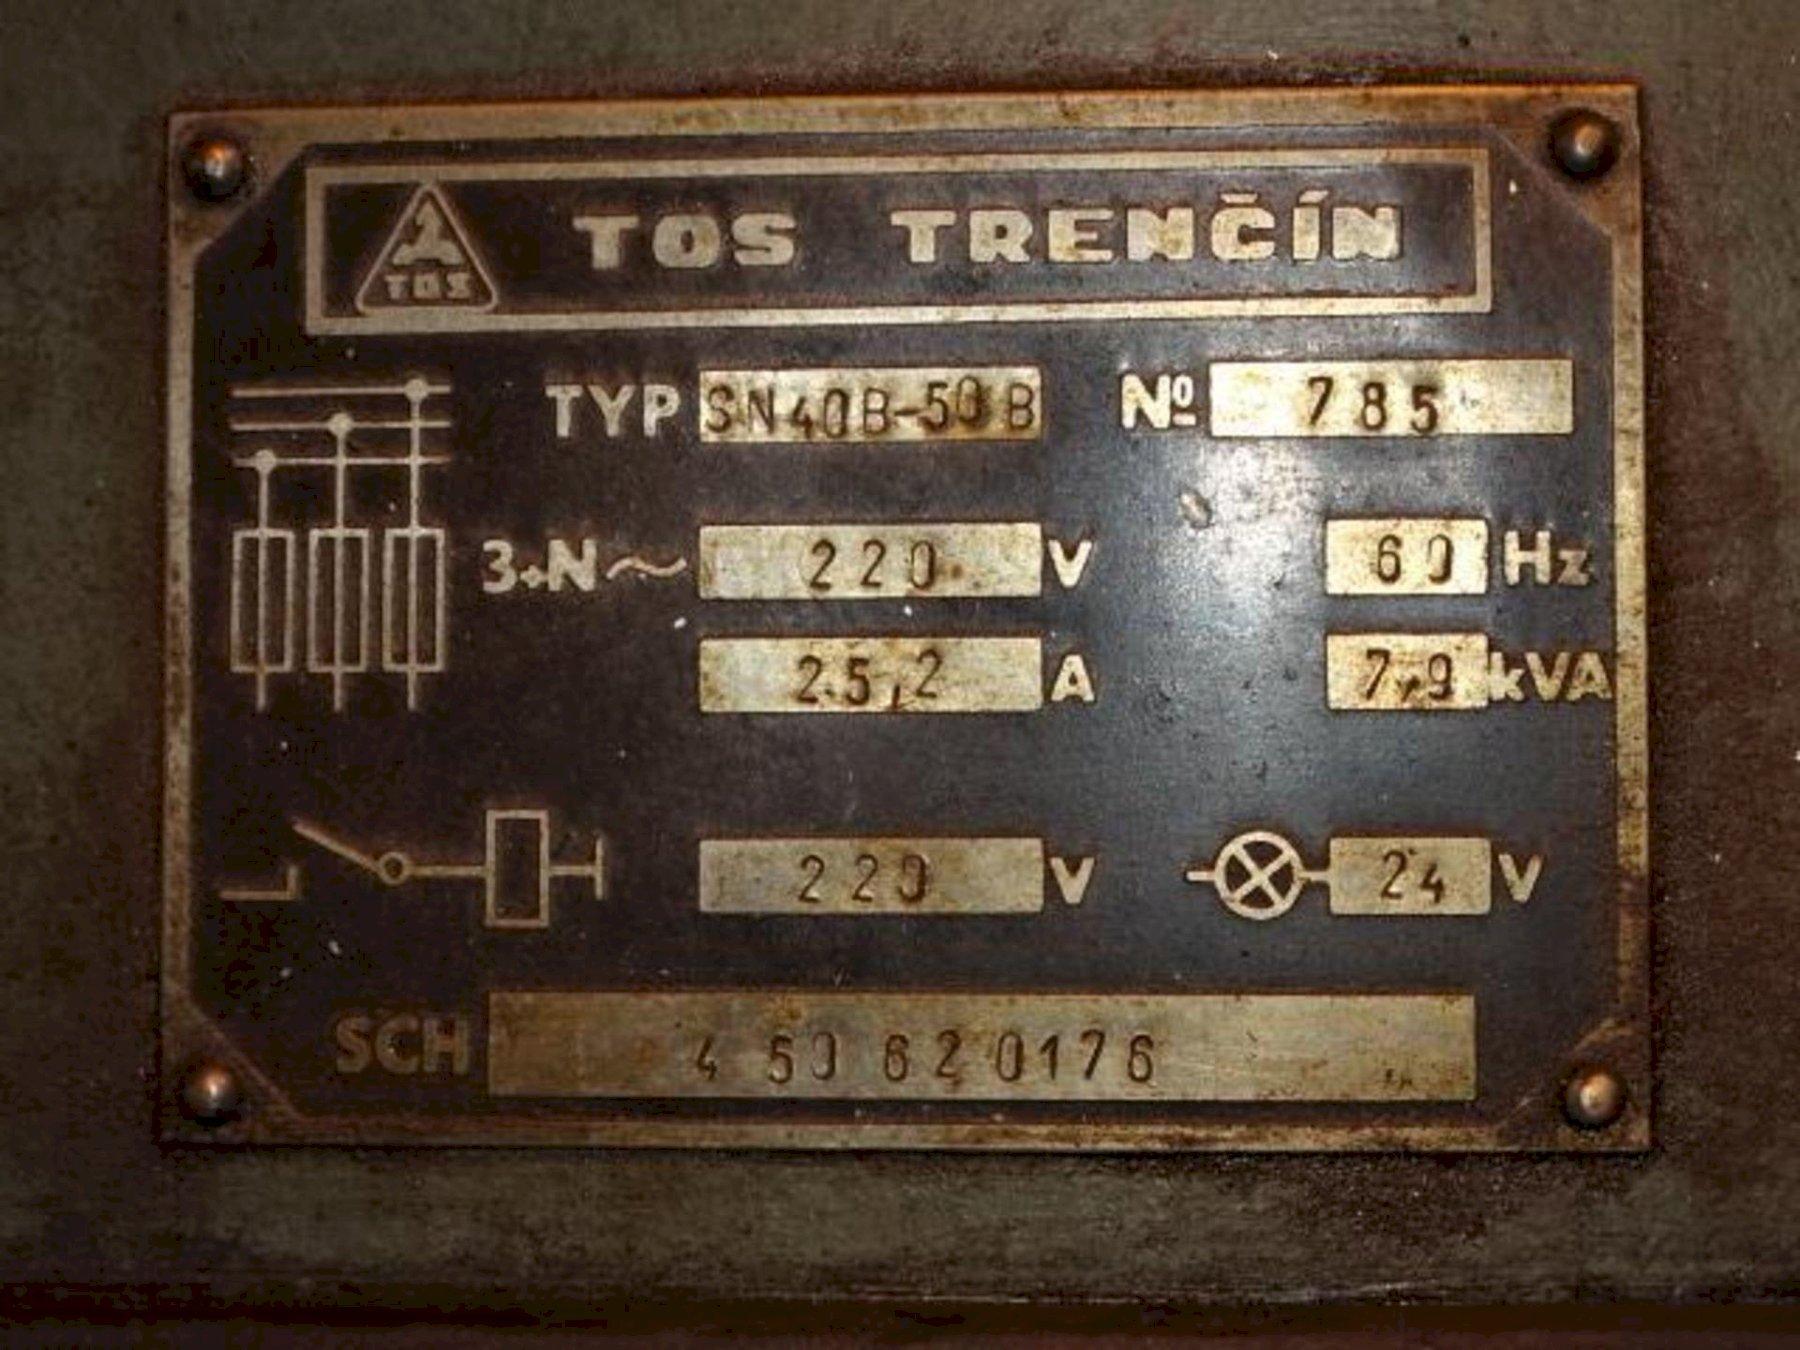 TOS TOS TRENČÍN
TYP SN40B-50B Nº 785
3+N~ 220 V 60 Hz
25,2 A 7,9 kVA
220 V 24 V
SCH 4 50 62 0176